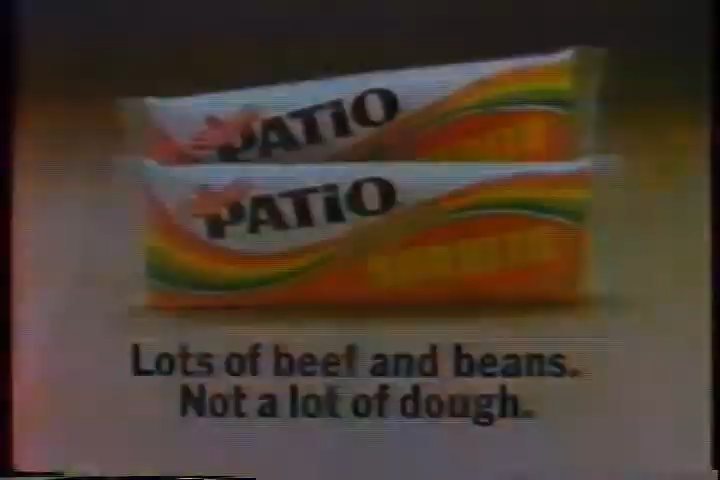 PATIO
PATIO
Lots of beef and beans.
Not a lot of dough.